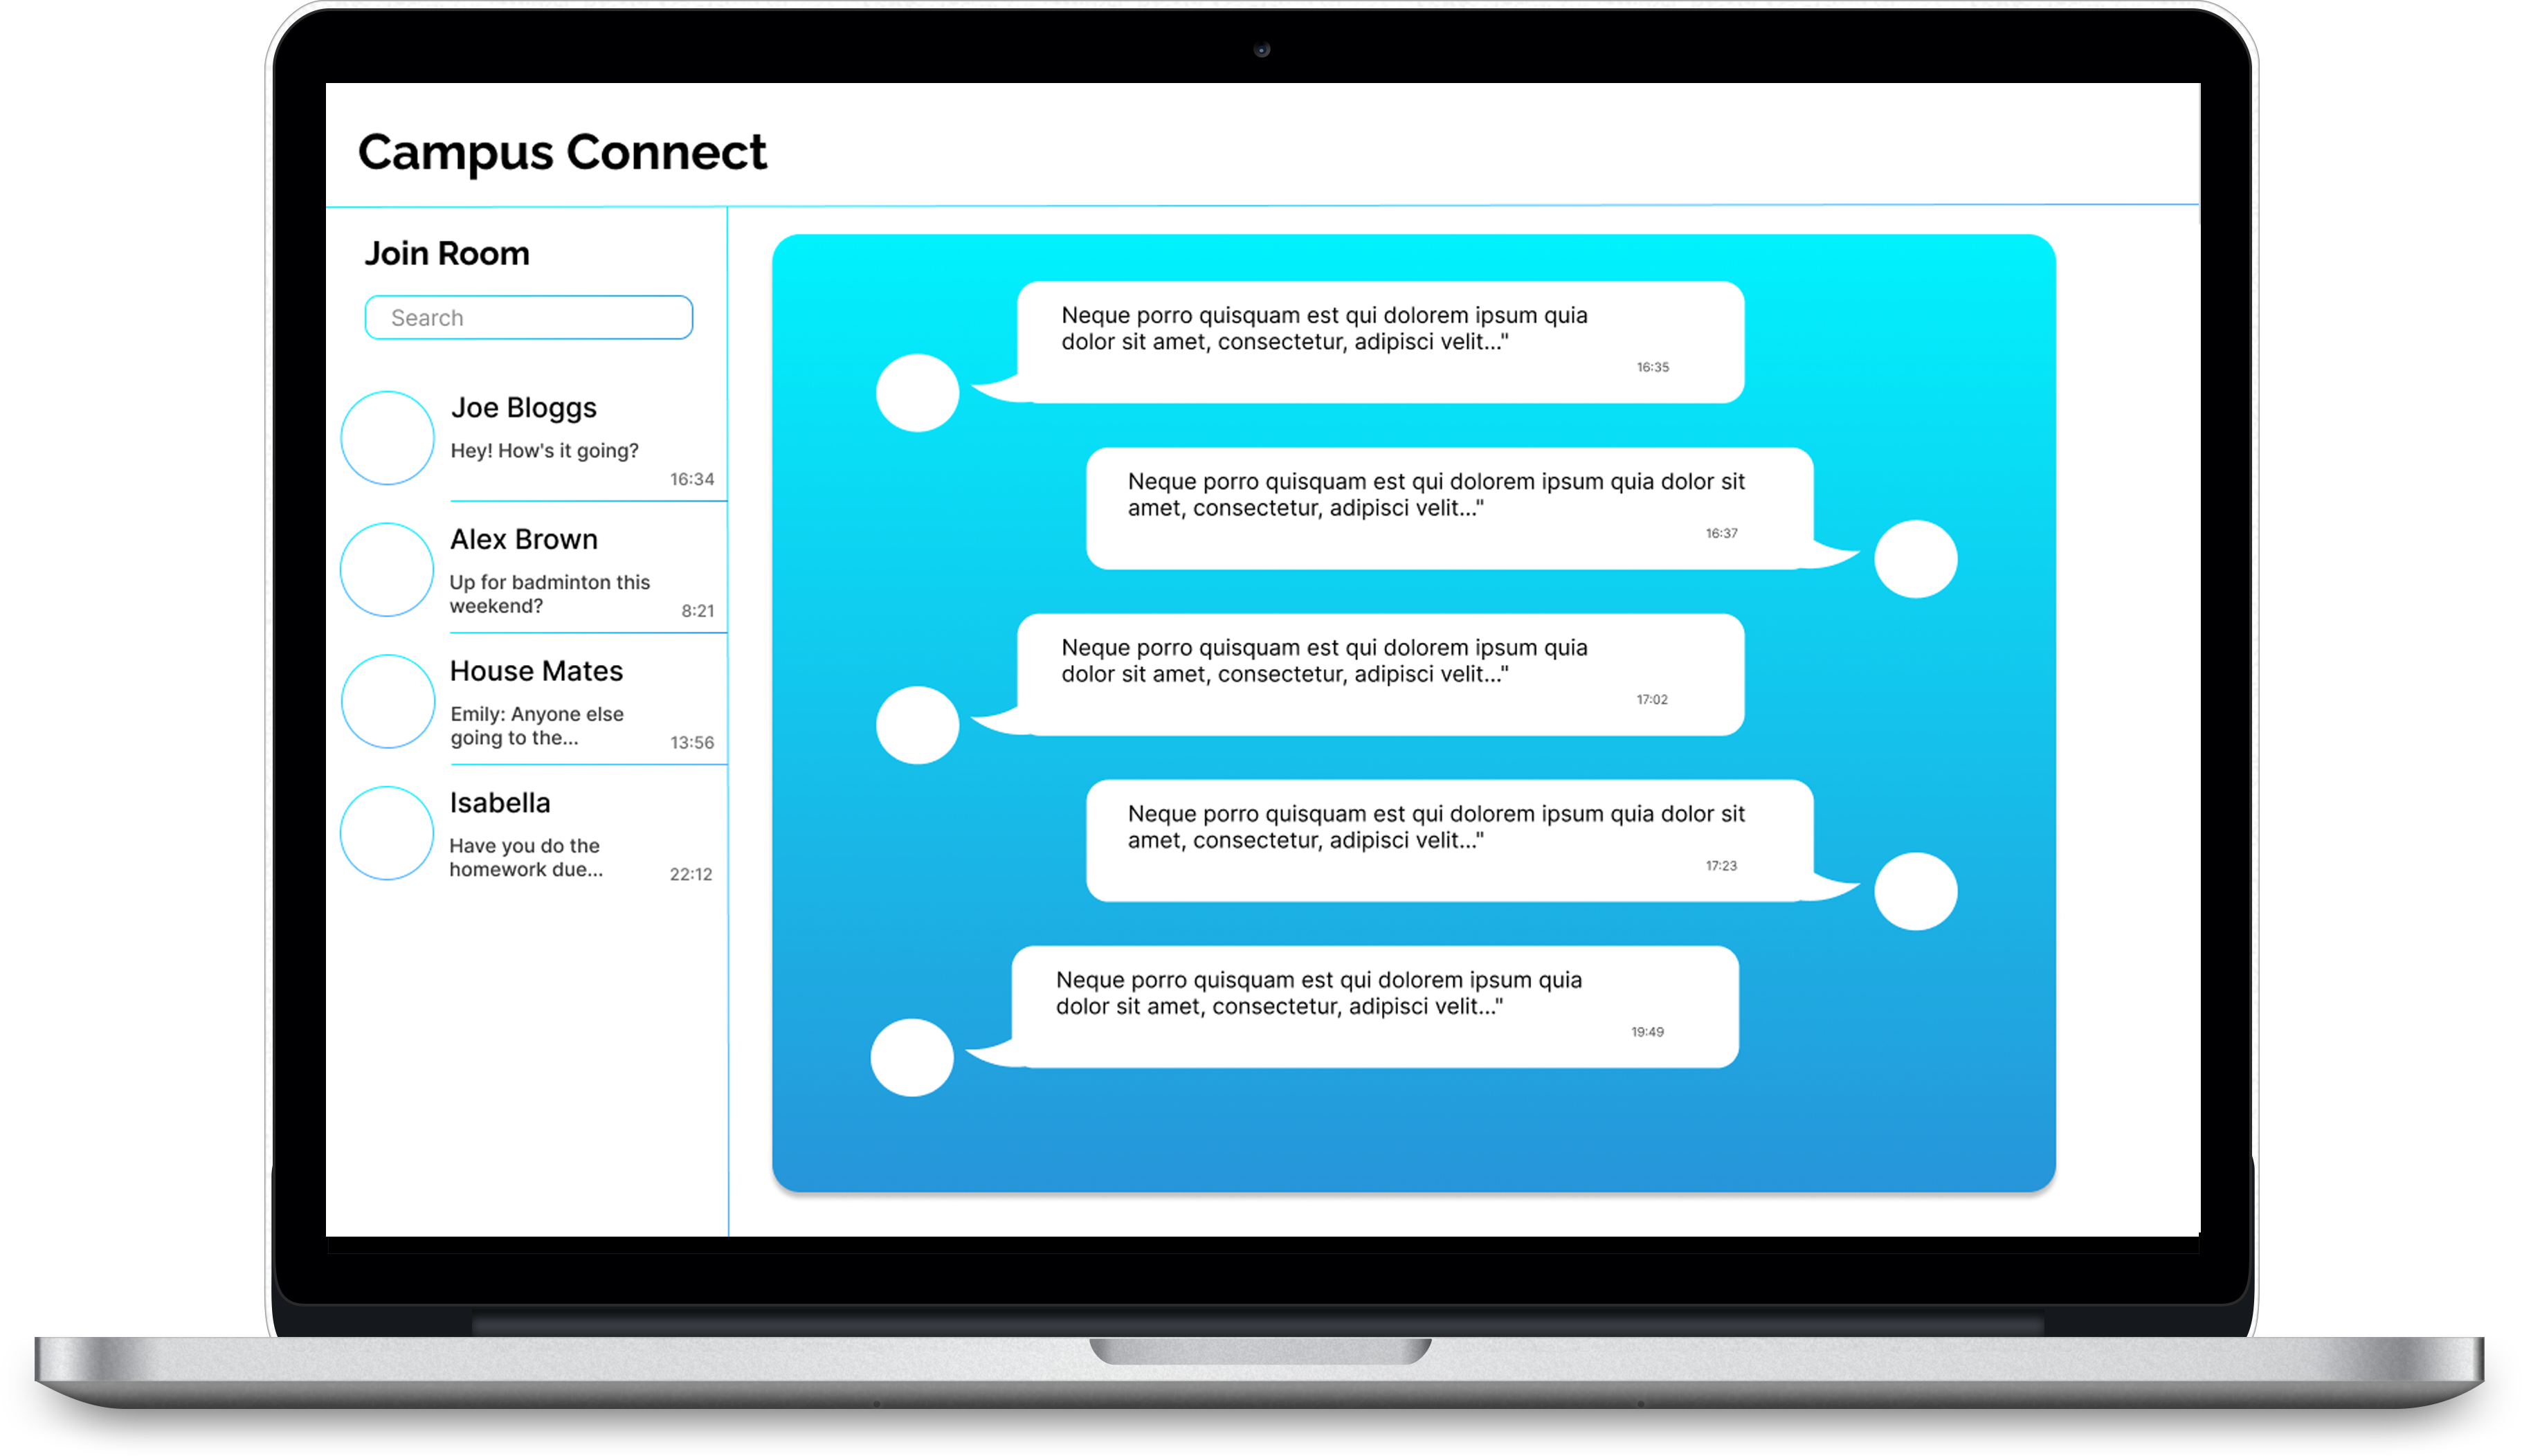 Campus Connect
Join Room
Search
Joe Bloggs
Hey! How's it going?
16:34
Alex Brown
Up for badminton this
weekend?
8:21
House Mates
Emily: Anyone else
going to the...
13:56
Isabella
Have you do the
homework due...
22:12
Neque porro quisquam est qui dolorem ipsum quia
dolor sit amet, consectetur, adipisci velit..."
16:35
Neque porro quisquam est qui dolorem ipsum quia dolor sit
amet, consectetur, adipisci velit..."
16:37
Neque porro quisquam est qui dolorem ipsum quia
dolor sit amet, consectetur, adipisci velit..."
17:02
Neque porro quisquam est qui dolorem ipsum quia dolor sit
amet, consectetur, adipisci velit..."
17:23
Neque porro quisquam est qui dolorem ipsum quia
dolor sit amet, consectetur, adipisci velit..."
19:49